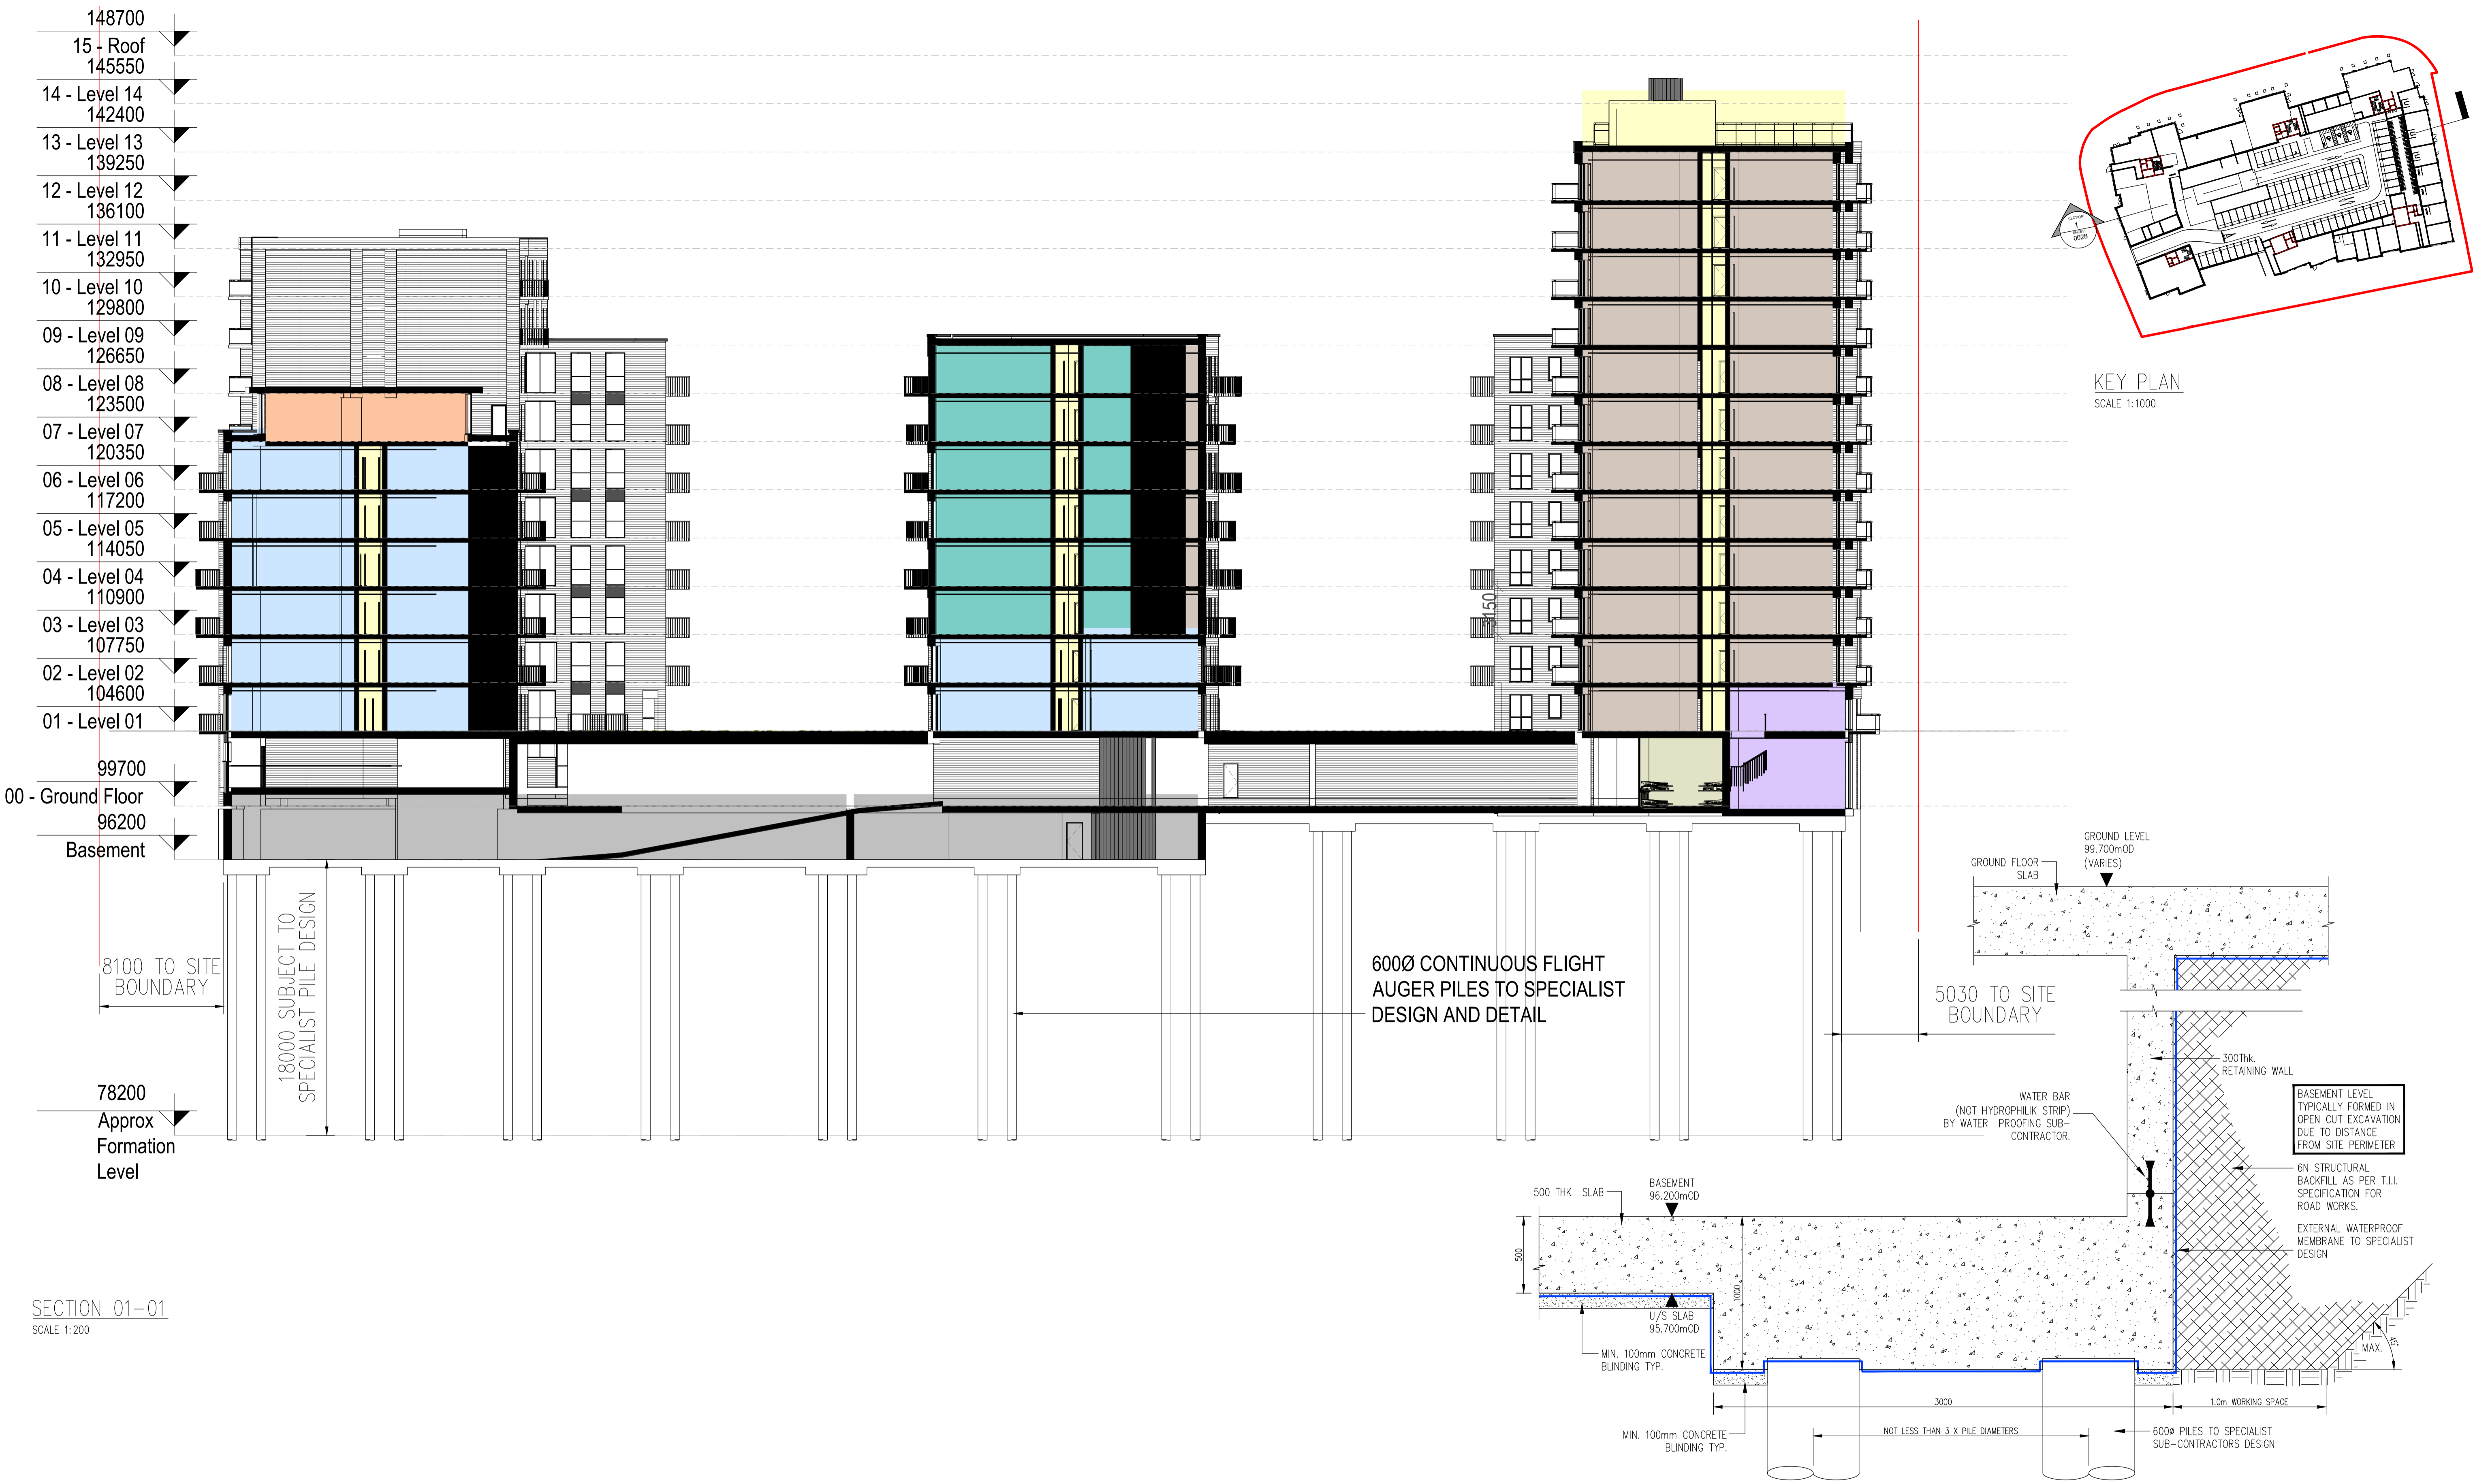 148700
15 - Roof
145550
14 - Level 14
142400
13 - Level 13
139250
12 - Level 12
136100
11 - Level 11
132950
10 - Level 10
129800
09 - Level 09
126650
08 - Level 08
123500
07 - Level 07
120350
06 - Level 06
117200
05 - Level 05
114050
04 - Level 04
110900
03 - Level 03
107750
02 - Level 02
104600
01 - Level 01
99700
00 - Ground Floor
96200
Basement
78200
Approx
Formation
Level
8100 TO SITE
BOUNDARY
18000 SUBJECT TO
SPECIALIST PILE DESIGN
3150
600Ø CONTINUOUS FLIGHT
AUGER PILES TO SPECIALIST
DESIGN AND DETAIL
5030 TO SITE
BOUNDARY
SECTION 01-01
SCALE 1:200
SECTION
1
SHEET
0028
KEY PLAN
SCALE 1:1000
GROUND LEVEL
99.700mOD
(VARIES)
GROUND FLOOR
SLAB
300Thk.
RETAINING WALL
WATER BAR
(NOT HYDROPHILIK STRIP)
BY WATER PROOFING SUB-
CONTRACTOR.
BASEMENT LEVEL
TYPICALLY FORMED IN
OPEN CUT EXCAVATION
DUE TO DISTANCE
FROM SITE PERIMETER
6N STRUCTURAL
BACKFILL AS PER T.I.I.
SPECIFICATION FOR
ROAD WORKS.
EXTERNAL WATERPROOF
MEMBRANE TO SPECIALIST
DESIGN
500 THK SLAB
BASEMENT
96.200mOD
500
1000
U/S SLAB
95.700mOD
MIN. 100mm CONCRETE
BLINDING TYP.
45°
MAX.
3000
1.0m WORKING SPACE
MIN. 100mm CONCRETE
BLINDING TYP.
NOT LESS THAN 3 X PILE DIAMETERS
600ø PILES TO SPECIALIST
SUB-CONTRACTORS DESIGN